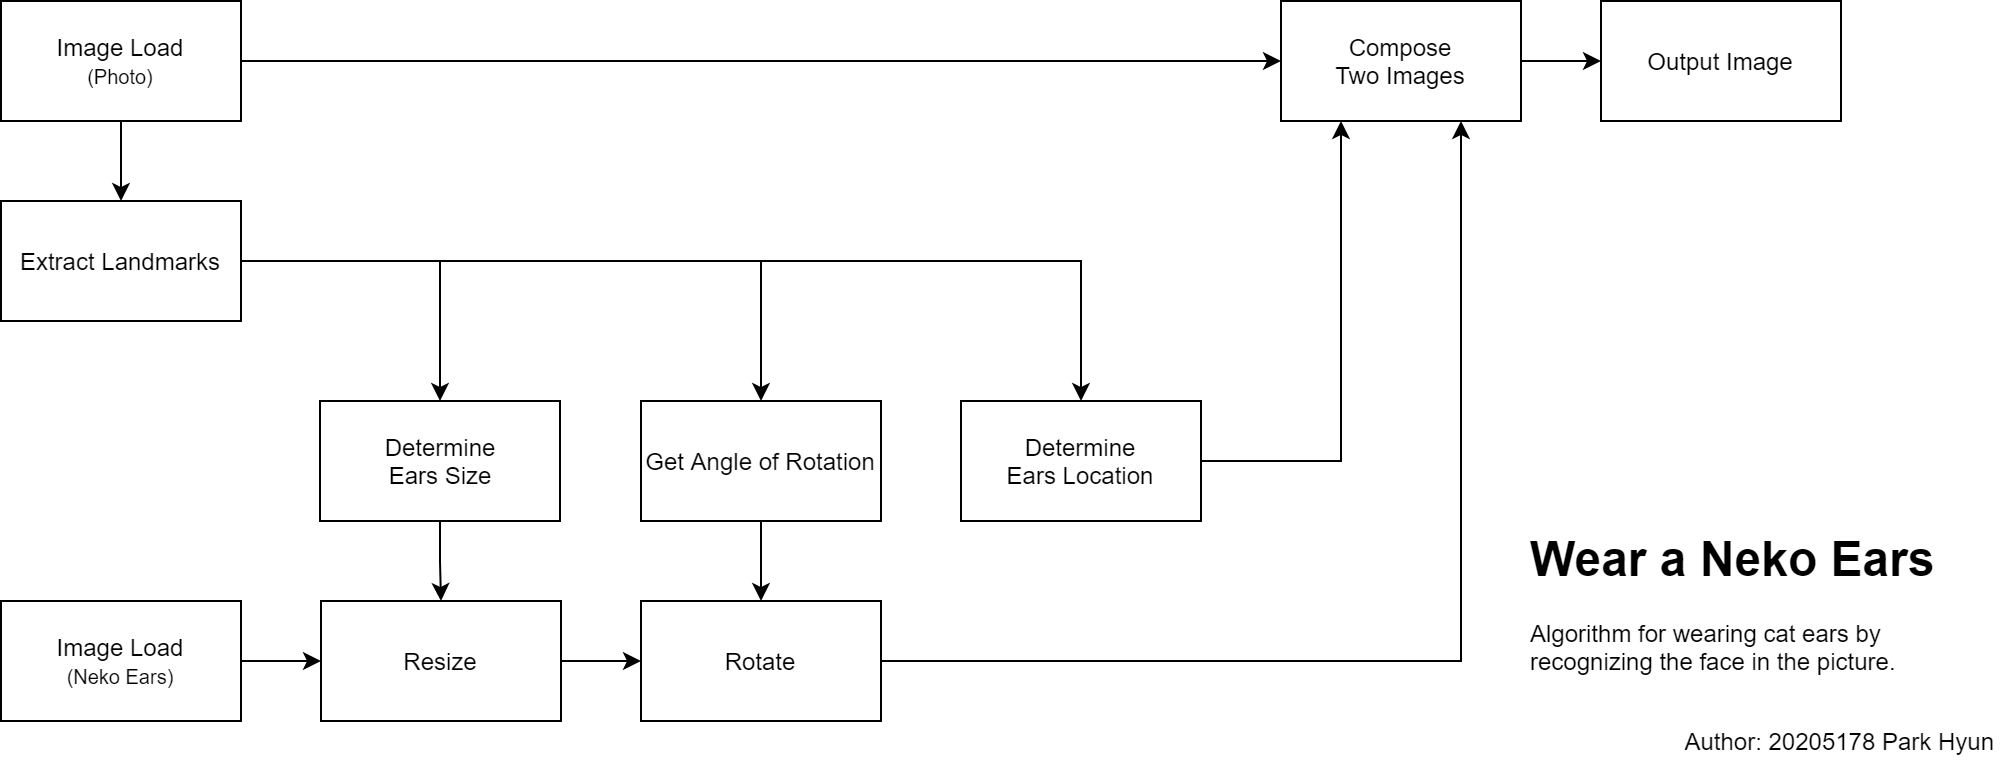 Image Load
(Photo)
Compose
Two Images
Output Image
Extract Landmarks
Determine
Ears Size
Get Angle of Rotation
Determine
Ears Location
Image Load
(Neko Ears)
Resize
Rotate
Wear a Neko Ears
Algorithm for wearing cat ears by
recognizing the face in the picture.
Author: 20205178 Park Hyun